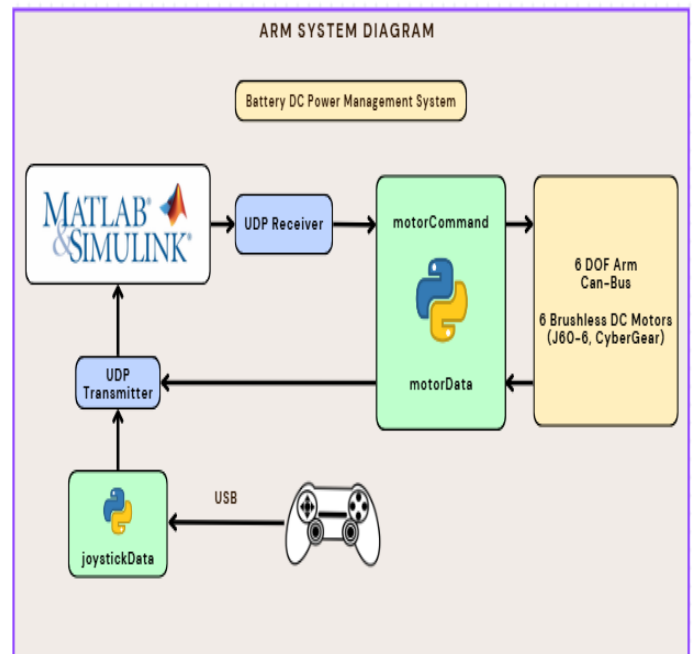 ARM SYSTEM DIAGRAM
Battery DC Power Management System
MATLAB®
&SIMULINK®
UDP Receiver
motorCommand
motorData
6 DOF Arm
Can-Bus
6 Brushless DC Motors
(J60-6, CyberGear)
UDP
Transmitter
joystickData
USB